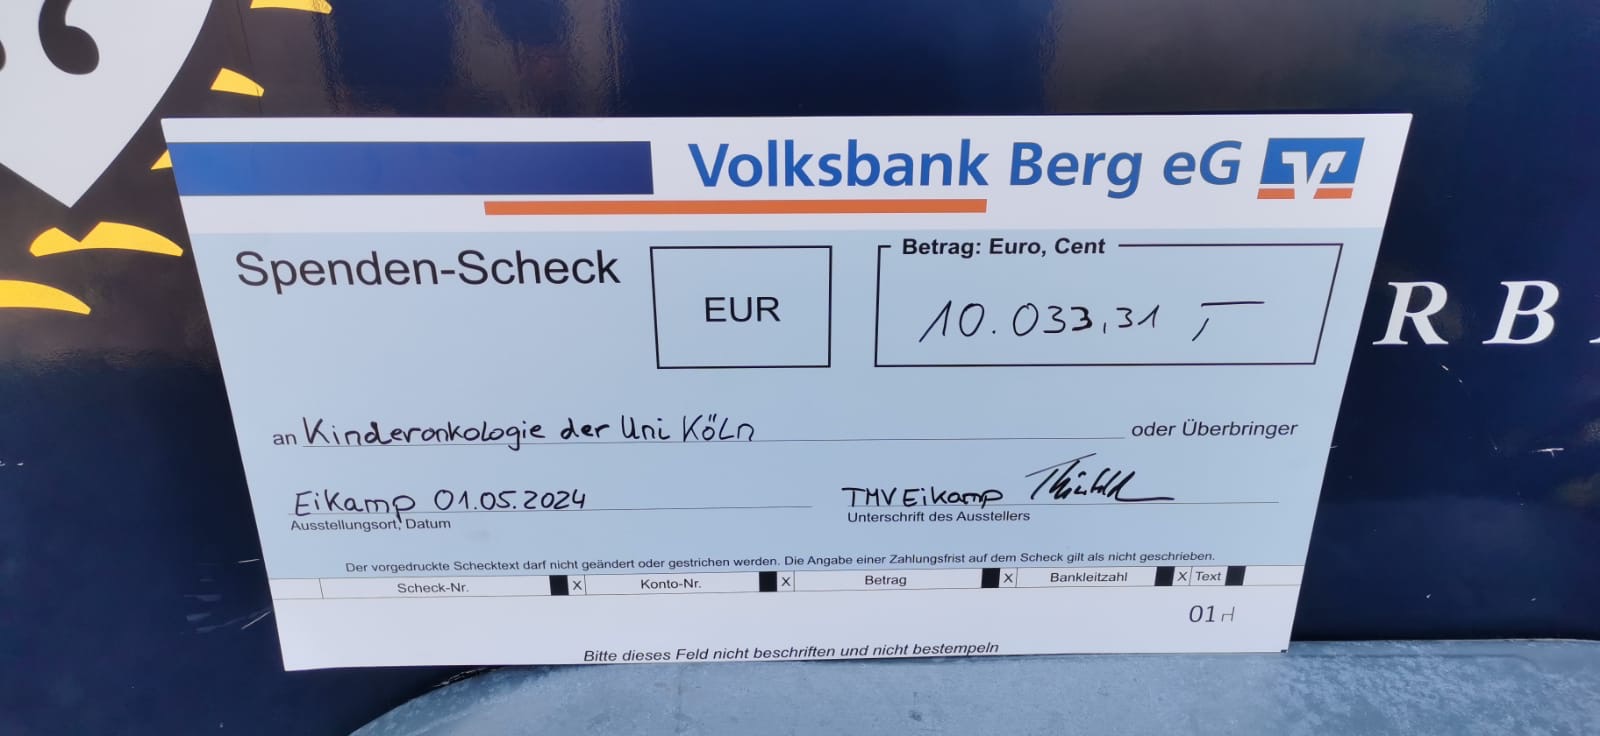 Volksbank Berg eG
Spenden-Scheck
EUR
Betrag: Euro, Cent
10.033,31
an Kinderonkologie der Uni Köln oder Überbringer
Eikamp 01.05.2024
Ausstellungsort, Datum
TMV Eikamp
Unterschrift des Ausstellers
Der vorgedruckte Schecktext darf nicht geändert oder gestrichen werden. Die Angabe einer Zahlungsfrist auf dem Scheck gilt als nicht geschrieben.
Scheck-Nr. X Konto-Nr. X Betrag X Bankleitzahl X Text
01
Bitte dieses Feld nicht beschriften und nicht bestempeln
R B